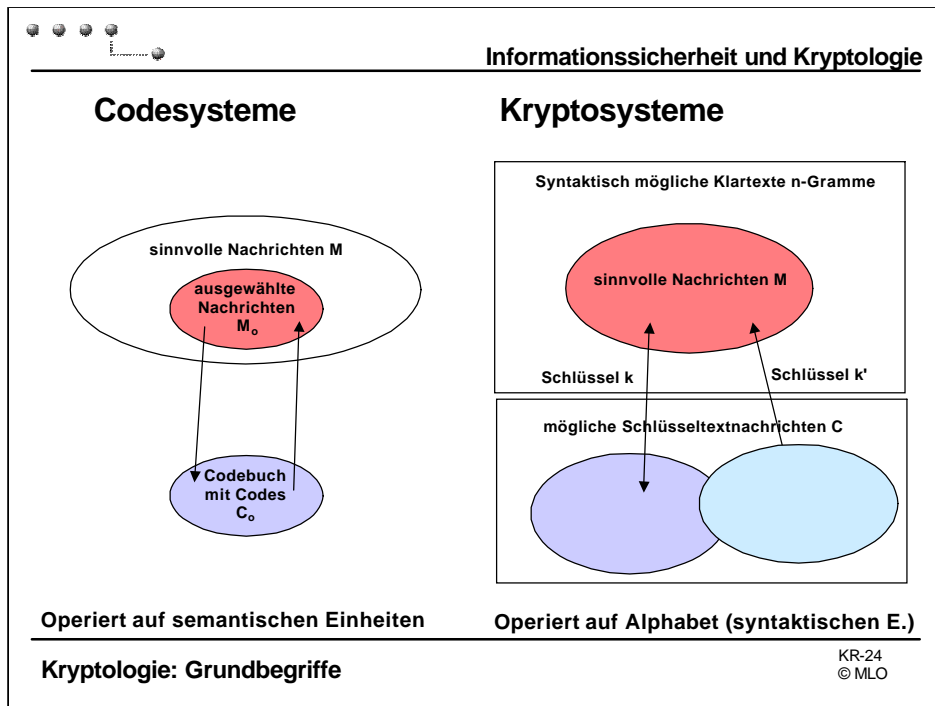 Informationssicherheit und Kryptologie
Codesysteme
Kryptosysteme
sinnvolle Nachrichten M
ausgewählte
Nachrichten
Mo
Codebuch
mit Codes
Co
Operiert auf semantischen Einheiten
Syntaktisch mögliche Klartexte n-Gramme
sinnvolle Nachrichten M
Schlüssel k
Schlüssel k'
mögliche Schlüsseltextnachrichten C
Operiert auf Alphabet (syntaktischen E.)
Kryptologie: Grundbegriffe
KR-24
© MLO